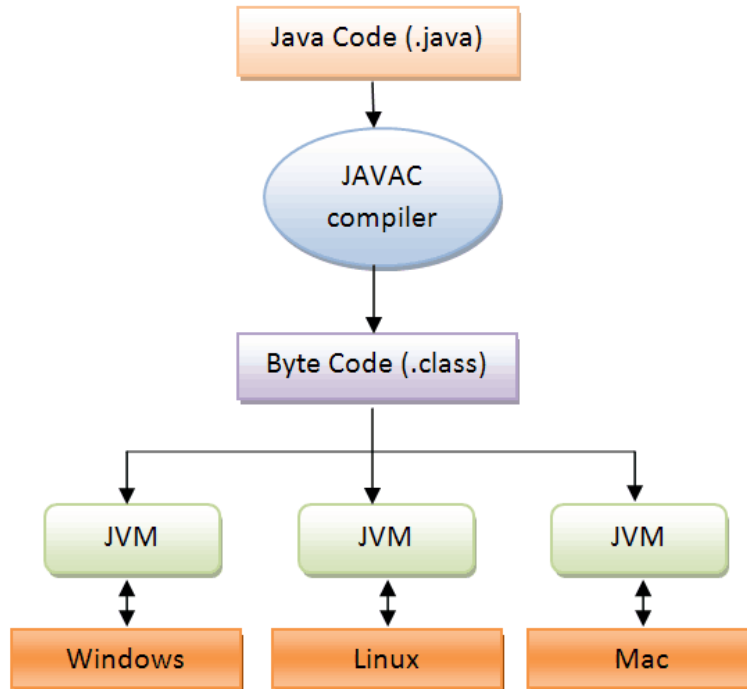 Java Code (.java)
JAVAC
compiler
Byte Code (.class)
JVM
JVM
JVM
Windows
Linux
Mac